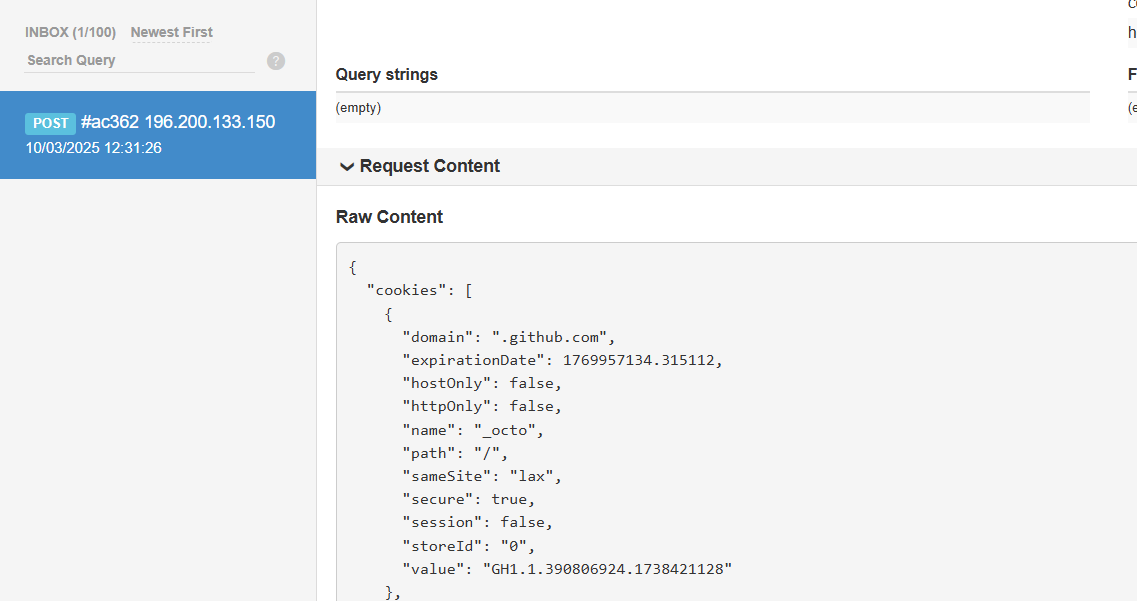 INBOX (1/100) Newest First
Search Query
?
POST #ac362 196.200.133.150
10/03/2025 12:31:26
Query strings
(empty)
Request Content
Raw Content
{
"cookies": [
{
"domain": ".github.com",
"expirationDate": 1769957134.315112,
"hostOnly": false,
"httpOnly": false,
"name": "_octo",
"path": "/",
"sameSite": "lax",
"secure": true,
"session": false,
"storeId": "0",
"value": "GH1.1.390806924.1738421128"
},